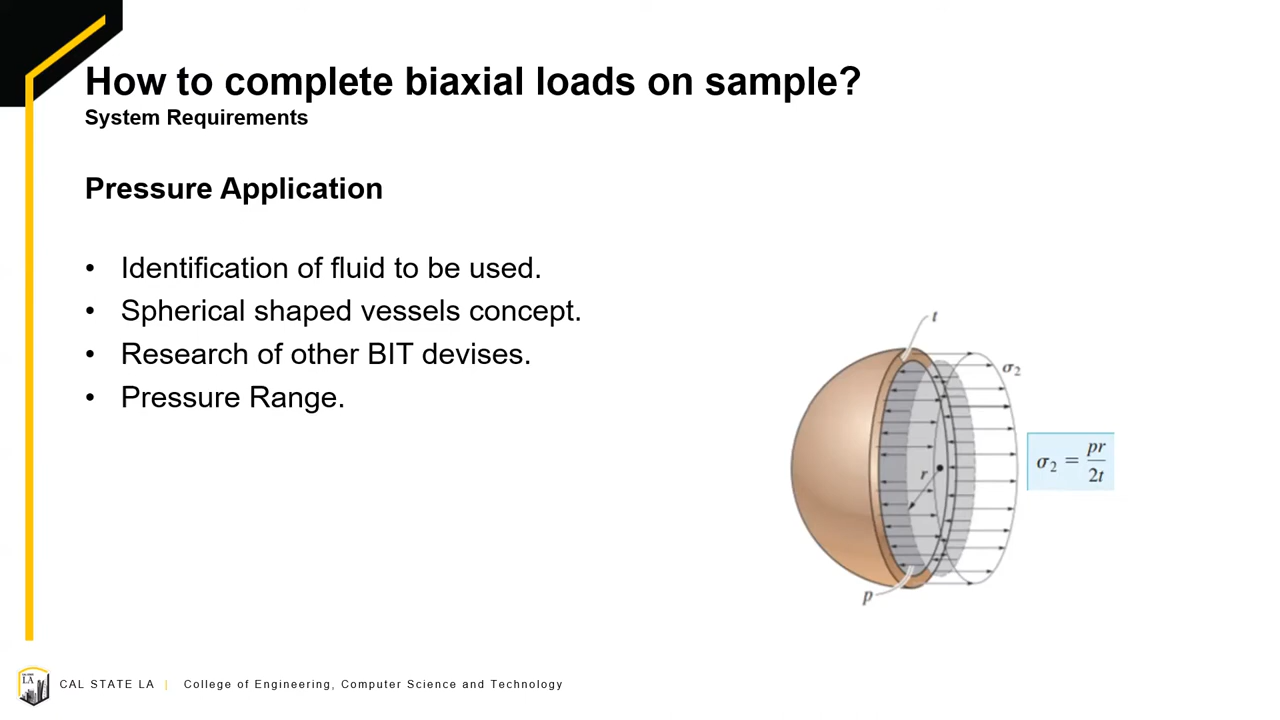 How to complete biaxial loads on sample?
System Requirements
Pressure Application
• Identification of fluid to be used.
• Spherical shaped vessels concept.
• Research of other BIT devises.
• Pressure Range.
t
σ₂
r
p
σ₂ = pr/2t
LA
CAL STATE LA | College of Engineering, Computer Science and Technology